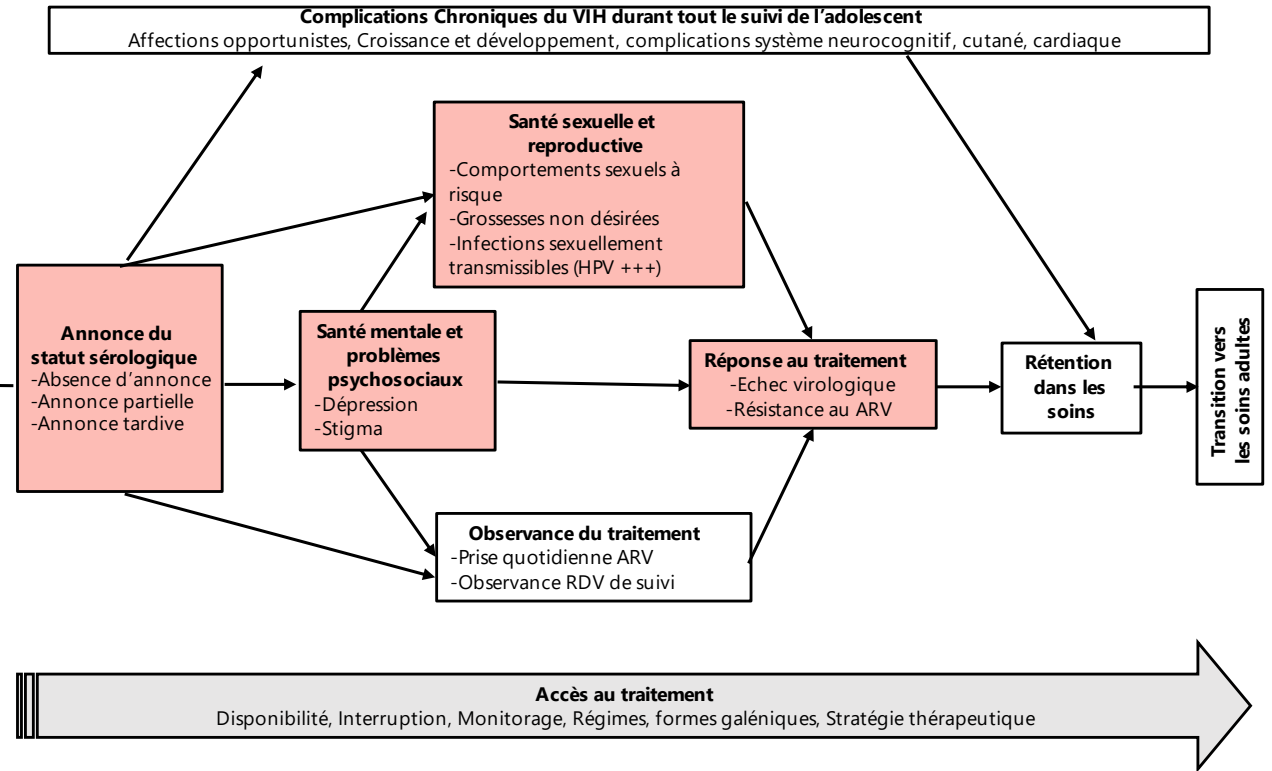 Complications Chroniques du VIH durant tout le suivi de l'adolescent
Affections opportunistes, Croissance et développement, complications système neurocognitif, cutané, cardiaque
Santé sexuelle et
reproductive
-Comportements sexuels à
risque
-Grossesses non désirées
-Infections sexuellement
transmissibles (HPV +++)
Annonce du
statut sérologique
-Absence d'annonce
-Annonce partielle
-Annonce tardive
Santé mentale et
problèmes
psychosociaux
-Dépression
-Stigma
Réponse au traitement
-Echec virologique
-Résistance au ARV
Rétention
dans les
soins
Transition vers
les soins adultes
Observance du traitement
-Prise quotidienne ARV
-Observance RDV de suivi
Accès au traitement
Disponibilité, Interruption, Monitorage, Régimes, formes galéniques, Stratégie thérapeutique